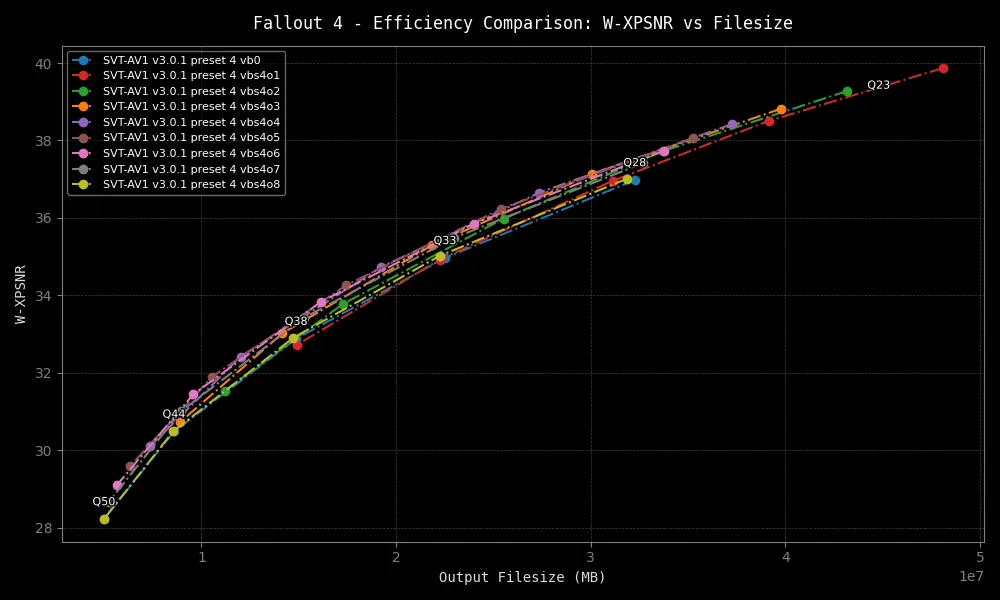 Fallout 4 - Efficiency Comparison: W-XPSNR vs Filesize
SVT-AV1 v3.0.1 preset 4 vb0
SVT-AV1 v3.0.1 preset 4 vbs4o1
SVT-AV1 v3.0.1 preset 4 vbs4o2
SVT-AV1 v3.0.1 preset 4 vbs4o3
SVT-AV1 v3.0.1 preset 4 vbs4o4
SVT-AV1 v3.0.1 preset 4 vbs4o5
SVT-AV1 v3.0.1 preset 4 vbs4o6
SVT-AV1 v3.0.1 preset 4 vbs4o7
SVT-AV1 v3.0.1 preset 4 vbs4o8
W-XPSNR
40
38
36
34
32
30
28
Q23
Q28
Q33
Q38
Q44
Q50
1 2 3 4 5
1e7
Output Filesize (MB)